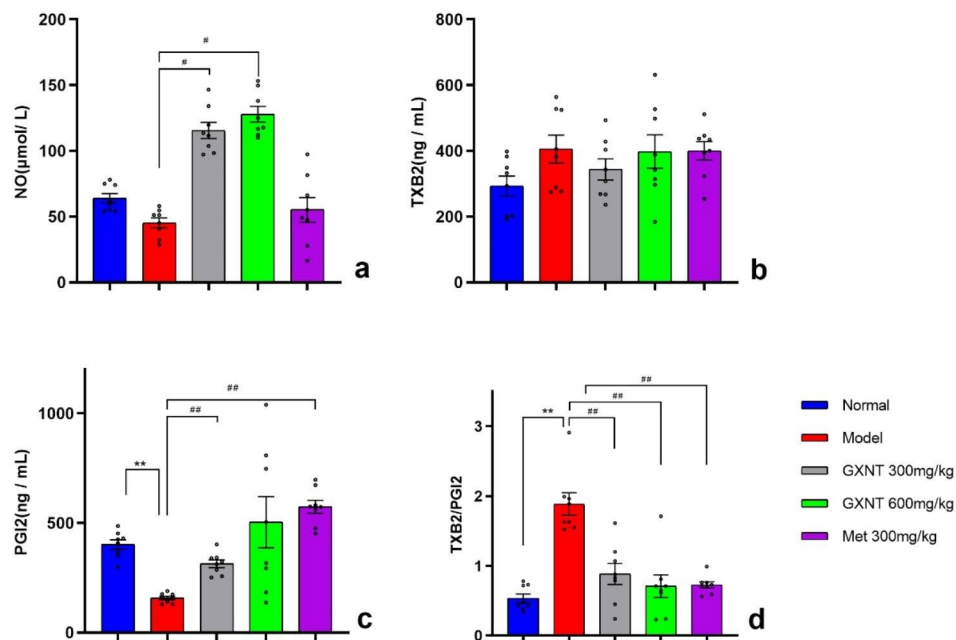 200
150
100
50
0
NO(μmol/ L)
#
#
a
800
600
400
200
0
TXB2(ng / mL)
b
1000
500
0
PGI2(ng / mL)
**
##
##
c
3
2
1
0
TXB2/PGI2
**
##
##
##
d
Normal
Model
GXNT 300mg/kg
GXNT 600mg/kg
Met 300mg/kg